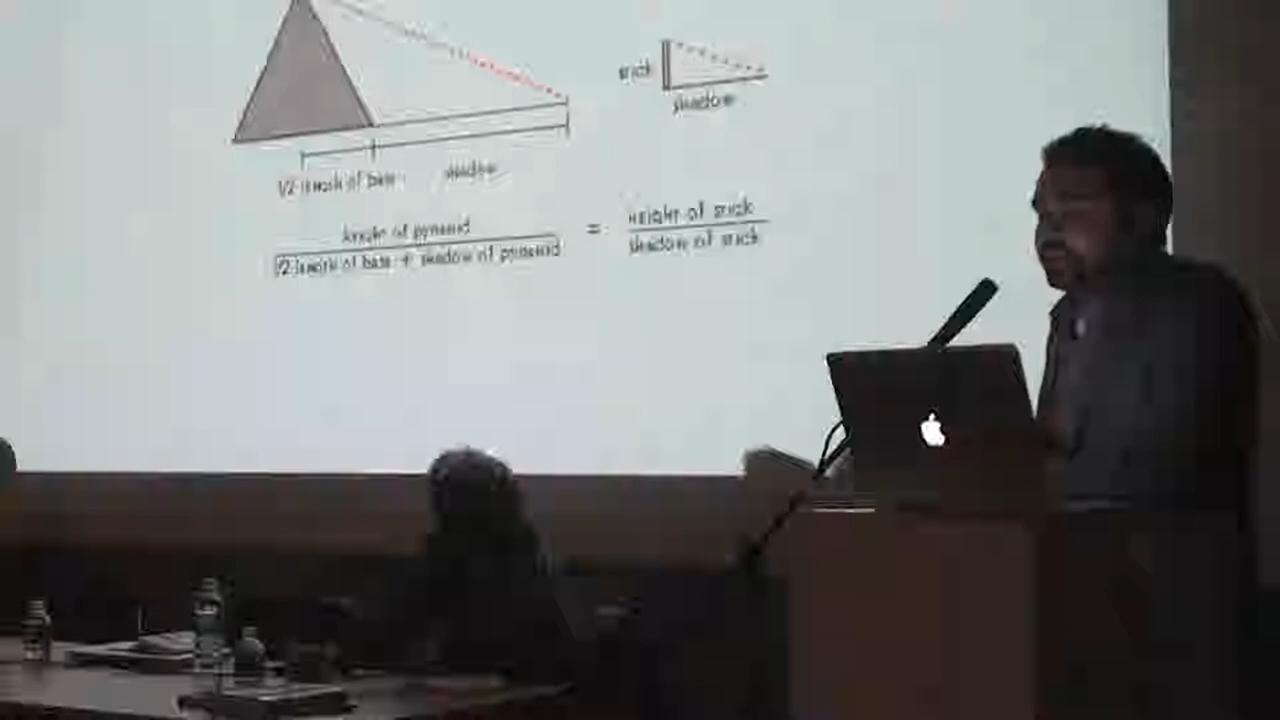 stick
shadow
1/2 length of base
shadow
height of pyramid
1/2 length of base + shadow of pyramid
=
height of stick
shadow of stick